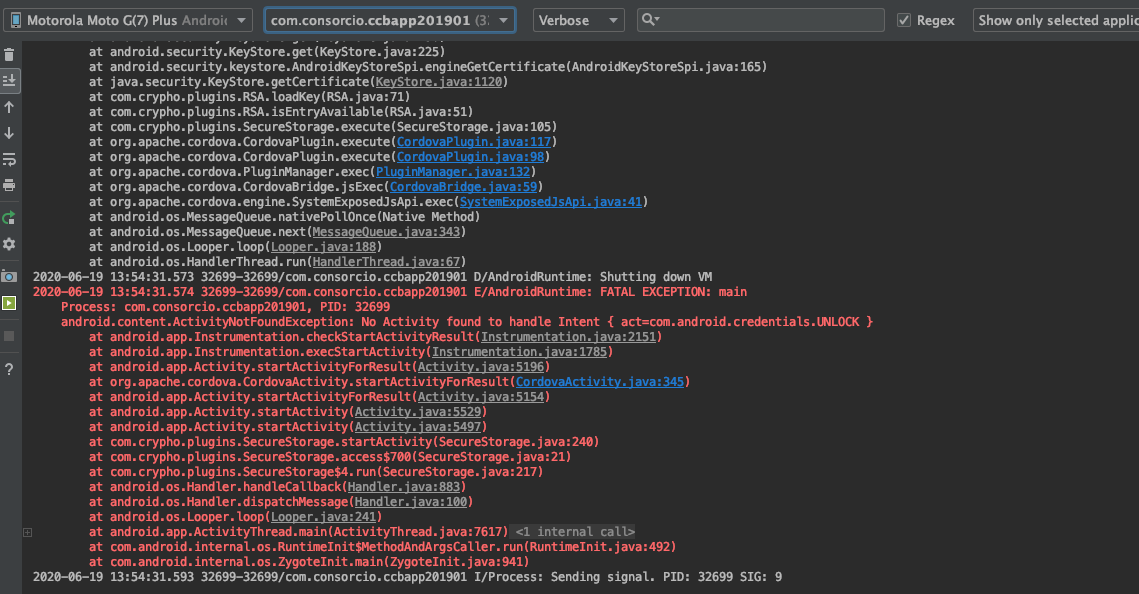 Motorola Moto G(7) Plus Android
com.consorcio.ccbapp201901 (32
Verbose
Regex
Show only selected applic
at android.security.KeyStore.get(KeyStore.java:225)
at android.security.keystore.AndroidKeyStoreSpi.engineGetCertificate(AndroidKeyStoreSpi.java:165)
at java.security.KeyStore.getCertificate(KeyStore.java:1120)
at com.crypho.plugins.RSA.loadKey(RSA.java:71)
at com.crypho.plugins.RSA.isEntryAvailable(RSA.java:51)
at com.crypho.plugins.SecureStorage.execute(SecureStorage.java:105)
at org.apache.cordova.CordovaPlugin.execute(CordovaPlugin.java:117)
at org.apache.cordova.CordovaPlugin.execute(CordovaPlugin.java:98)
at org.apache.cordova.PluginManager.exec(PluginManager.java:132)
at org.apache.cordova.CordovaBridge.jsExec(CordovaBridge.java:59)
at org.apache.cordova.engine.SystemExposedJsApi.exec(SystemExposedJsApi.java:41)
at android.os.MessageQueue.nativePollOnce(Native Method)
at android.os.MessageQueue.next(MessageQueue.java:343)
at android.os.Looper.loop(Looper.java:188)
at android.os.HandlerThread.run(HandlerThread.java:67)
2020-06-19 13:54:31.573 32699-32699/com.consorcio.ccbapp201901 D/AndroidRuntime: Shutting down VM
2020-06-19 13:54:31.574 32699-32699/com.consorcio.ccbapp201901 E/AndroidRuntime: FATAL EXCEPTION: main
Process: com.consorcio.ccbapp201901, PID: 32699
android.content.ActivityNotFoundException: No Activity found to handle Intent { act=com.android.credentials.UNLOCK }
at android.app.Instrumentation.checkStartActivityResult(Instrumentation.java:2151)
at android.app.Instrumentation.execStartActivity(Instrumentation.java:1785)
at android.app.Activity.startActivityForResult(Activity.java:5196)
at org.apache.cordova.CordovaActivity.startActivityForResult(CordovaActivity.java:345)
at android.app.Activity.startActivityForResult(Activity.java:5154)
at android.app.Activity.startActivity(Activity.java:5529)
at android.app.Activity.startActivity(Activity.java:5497)
at com.crypho.plugins.SecureStorage.startActivity(SecureStorage.java:240)
at com.crypho.plugins.SecureStorage.access$700(SecureStorage.java:21)
at com.crypho.plugins.SecureStorage$4.run(SecureStorage.java:217)
at android.os.Handler.handleCallback(Handler.java:883)
at android.os.Handler.dispatchMessage(Handler.java:100)
at android.os.Looper.loop(Looper.java:241)
at android.app.ActivityThread.main(ActivityThread.java:7617) <1 internal call>
at com.android.internal.os.RuntimeInit$MethodAndArgsCaller.run(RuntimeInit.java:492)
at com.android.internal.os.ZygoteInit.main(ZygoteInit.java:941)
2020-06-19 13:54:31.593 32699-32699/com.consorcio.ccbapp201901 I/Process: Sending signal. PID: 32699 SIG: 9